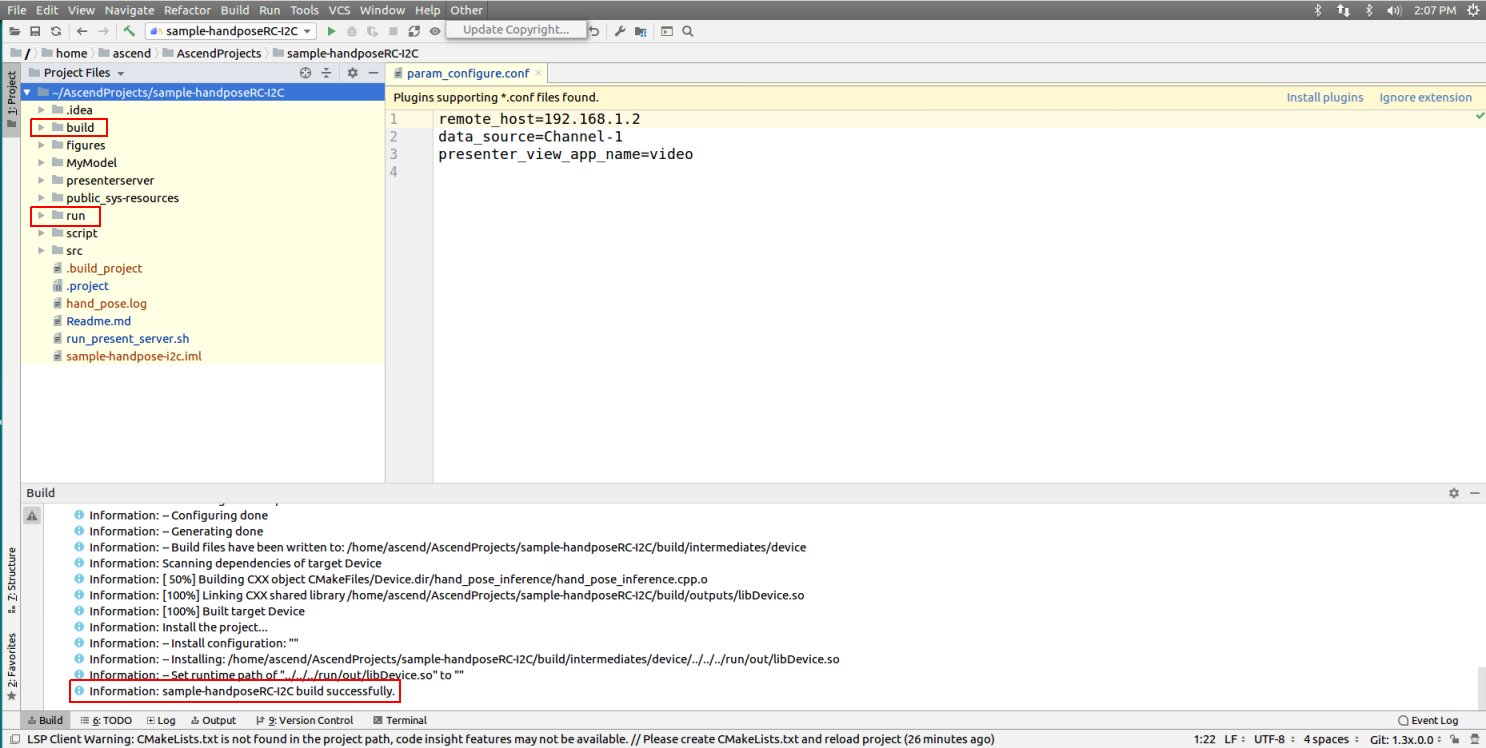 File Edit View Navigate Refactor Build Run Tools VCS Window Help Other 2:07 PM
sample-handposeRC-I2C Update Copyright...
/ home ascend AscendProjects sample-handposeRC-I2C
Project Files param_configure.conf
1: Project
~/AscendProjects/sample-handposeRC-I2C
Plugins supporting *.conf files found. Install plugins Ignore extension
.idea
build
figures
MyModel
presenterserver
public_sys-resources
run
script
src
.build_project
.project
hand_pose.log
Readme.md
run_present_server.sh
sample-handpose-i2c.iml
1 remote_host=192.168.1.2
2 data_source=Channel-1
3 presenter_view_app_name=video
4
Build
Information: -- Configuring done
Information: -- Generating done
Information: -- Build files have been written to: /home/ascend/AscendProjects/sample-handposeRC-I2C/build/intermediates/device
Information: Scanning dependencies of target Device
Information: [ 50%] Building CXX object CMakeFiles/Device.dir/hand_pose_inference/hand_pose_inference.cpp.o
Information: [100%] Linking CXX shared library /home/ascend/AscendProjects/sample-handposeRC-I2C/build/outputs/libDevice.so
Information: [100%] Built target Device
Information: Install the project...
Information: -- Install configuration: ""
Information: -- Installing: /home/ascend/AscendProjects/sample-handposeRC-I2C/build/intermediates/device/../../../run/out/libDevice.so
Information: -- Set runtime path of "../../../run/out/libDevice.so" to ""
Information: sample-handposeRC-I2C build successfully.
7: Structure
2: Favorites
Build 6: TODO Log Output 9: Version Control Terminal Event Log
LSP Client Warning: CMakeLists.txt is not found in the project path, code insight features may not be available. // Please create CMakeLists.txt and reload project (26 minutes ago) 1:22 LF UTF-8 4 spaces Git: 1.3x.0.0